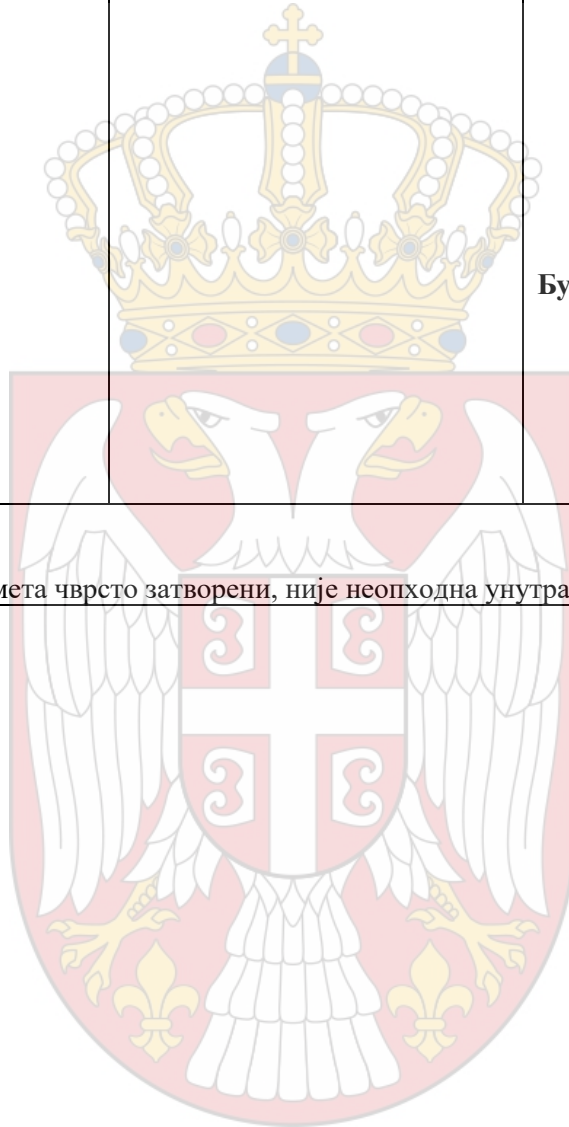 Бу
мета чврсто затворени, није неопходна унутра